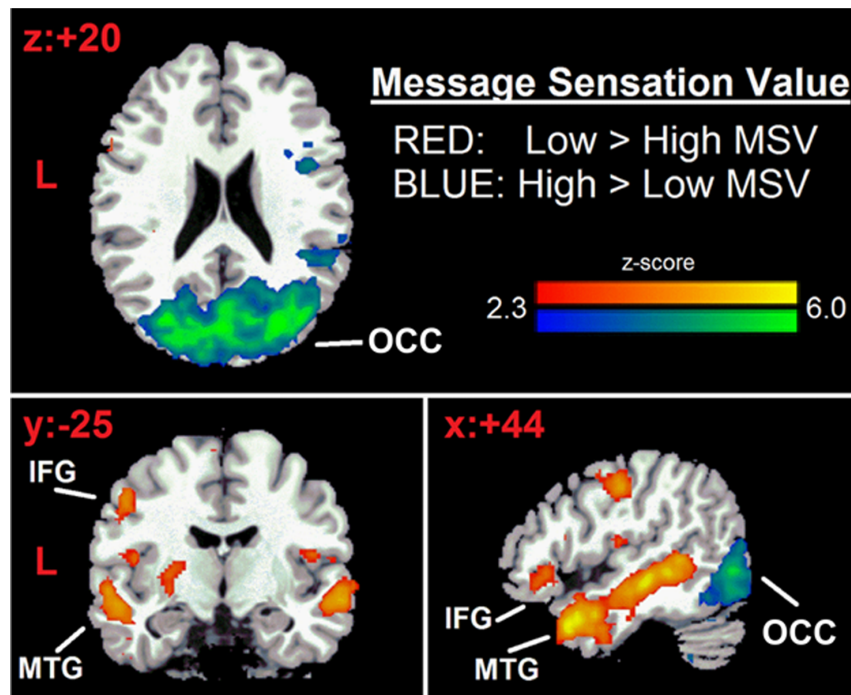 z:+20
Message Sensation Value
RED: Low > High MSV
L
BLUE: High > Low MSV
z-score
2.3
6.0
OCC
y:-25
IFG
L
MTG
x:+44
IFG
MTG
OCC